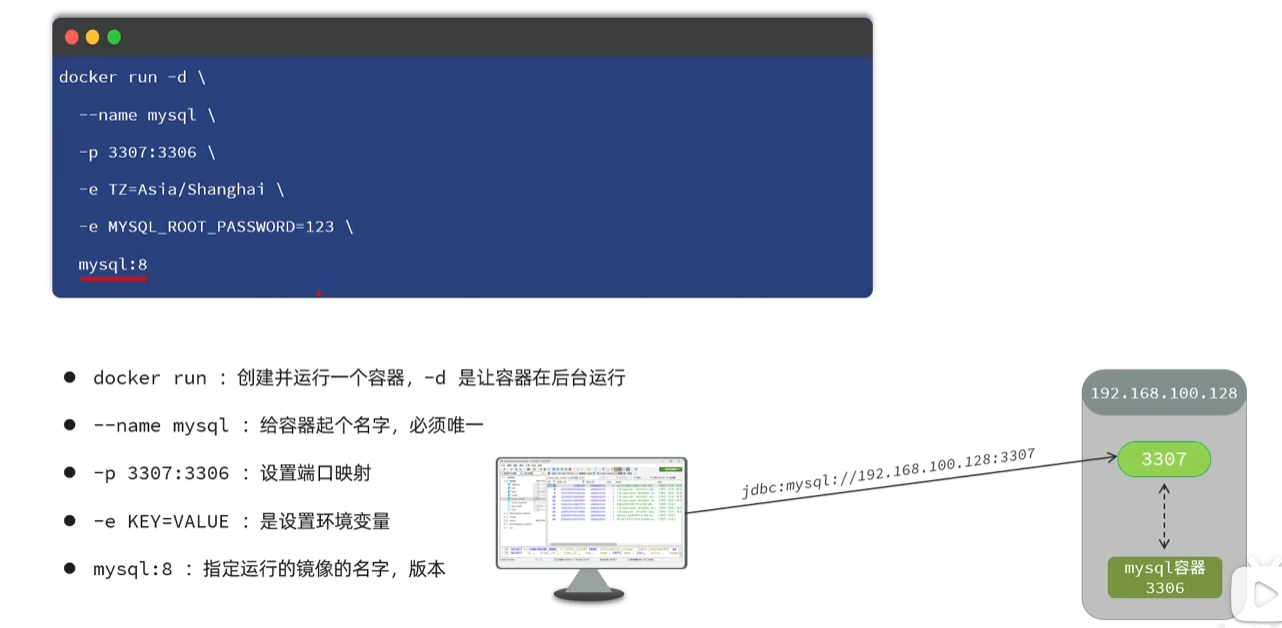 docker run -d \
--name mysql \
-p 3307:3306 \
-e TZ=Asia/Shanghai \
-e MYSQL_ROOT_PASSWORD=123 \
mysql:8
docker run ：创建并运行一个容器，-d 是让容器在后台运行
--name mysql ：给容器起个名字，必须唯一
-p 3307:3306 ：设置端口映射
-e KEY=VALUE ：是设置环境变量
mysql:8 ：指定运行的镜像的名字，版本
jdbc:mysql://192.168.100.128:3307
192.168.100.128
3307
mysql容器
3306